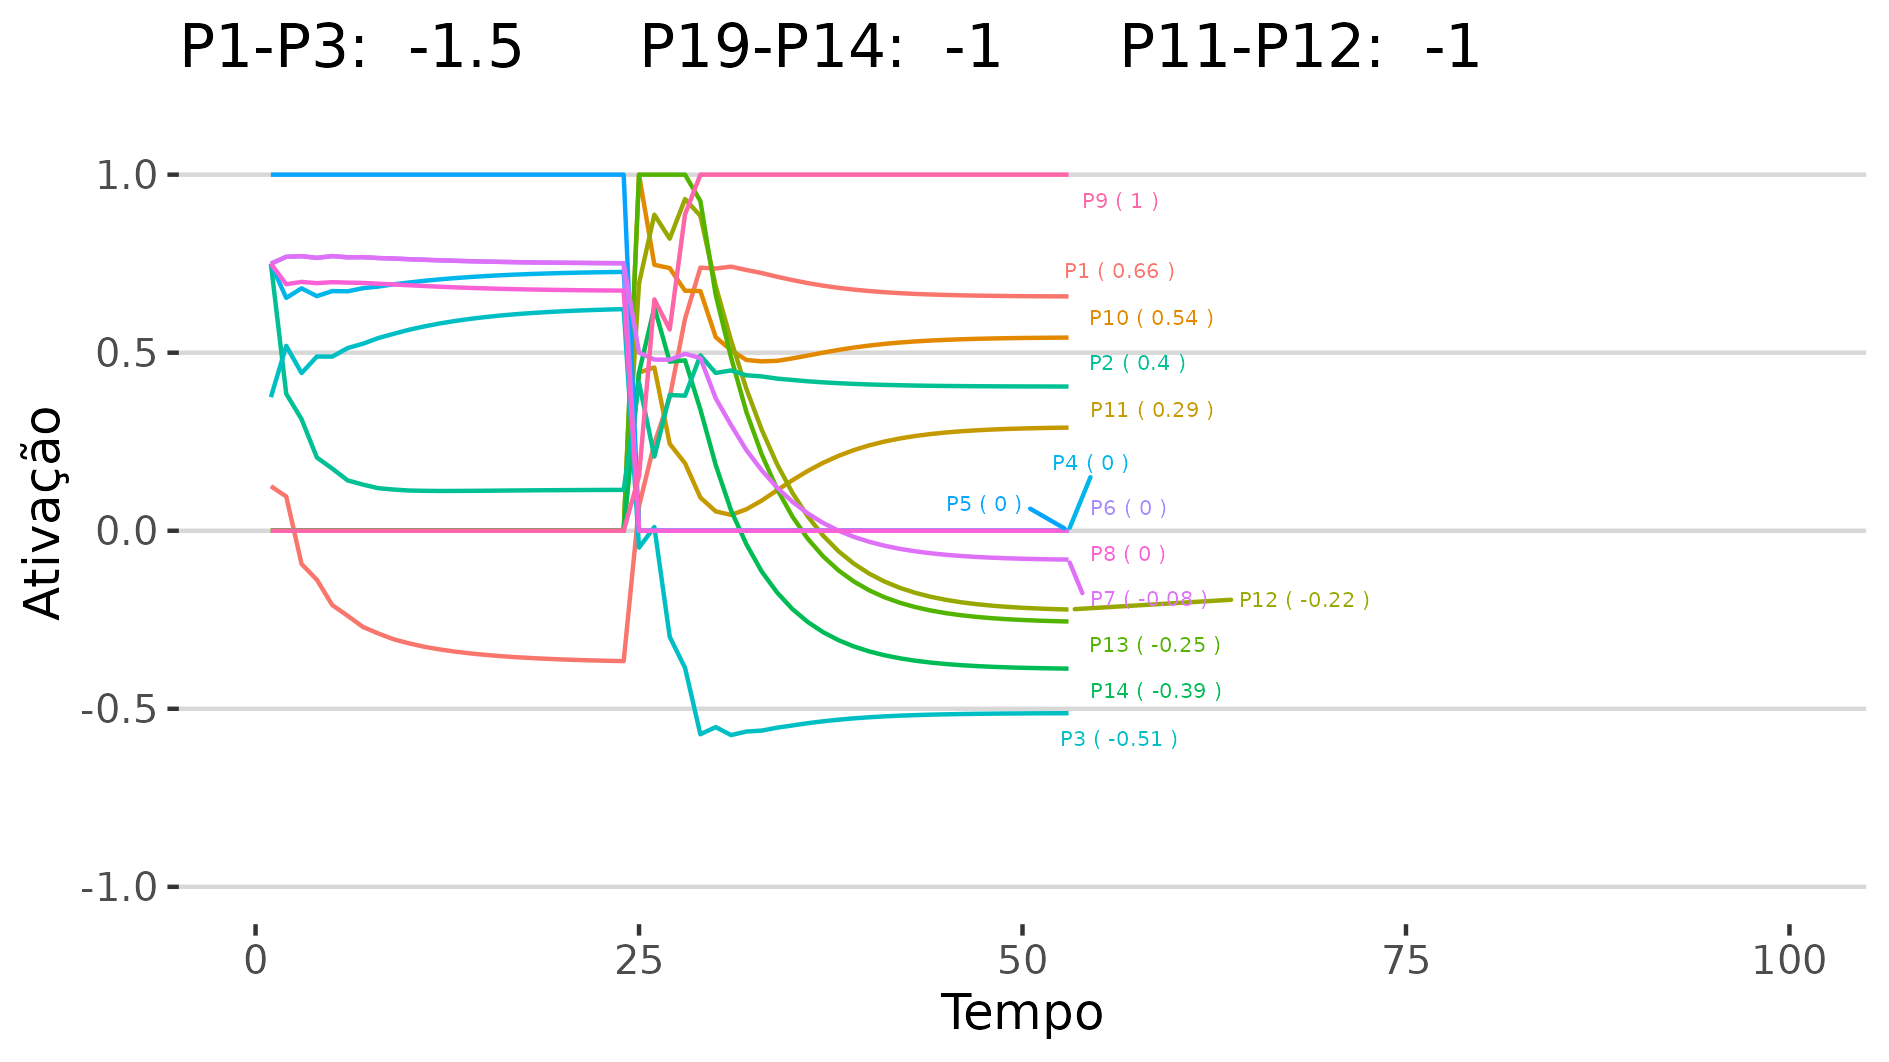 P1-P3: -1.5 P19-P14: -1 P11-P12: -1
Ativação
1.0
0.5
0.0
-0.5
-1.0
P9 ( 1 )
P1 ( 0.66 )
P10 ( 0.54 )
P2 ( 0.4 )
P11 ( 0.29 )
P4 ( 0 )
P5 ( 0 )
P6 ( 0 )
P8 ( 0 )
P7 ( -0.08 )
P12 ( -0.22 )
P13 ( -0.25 )
P14 ( -0.39 )
P3 ( -0.51 )
0 25 50 75 100
Tempo